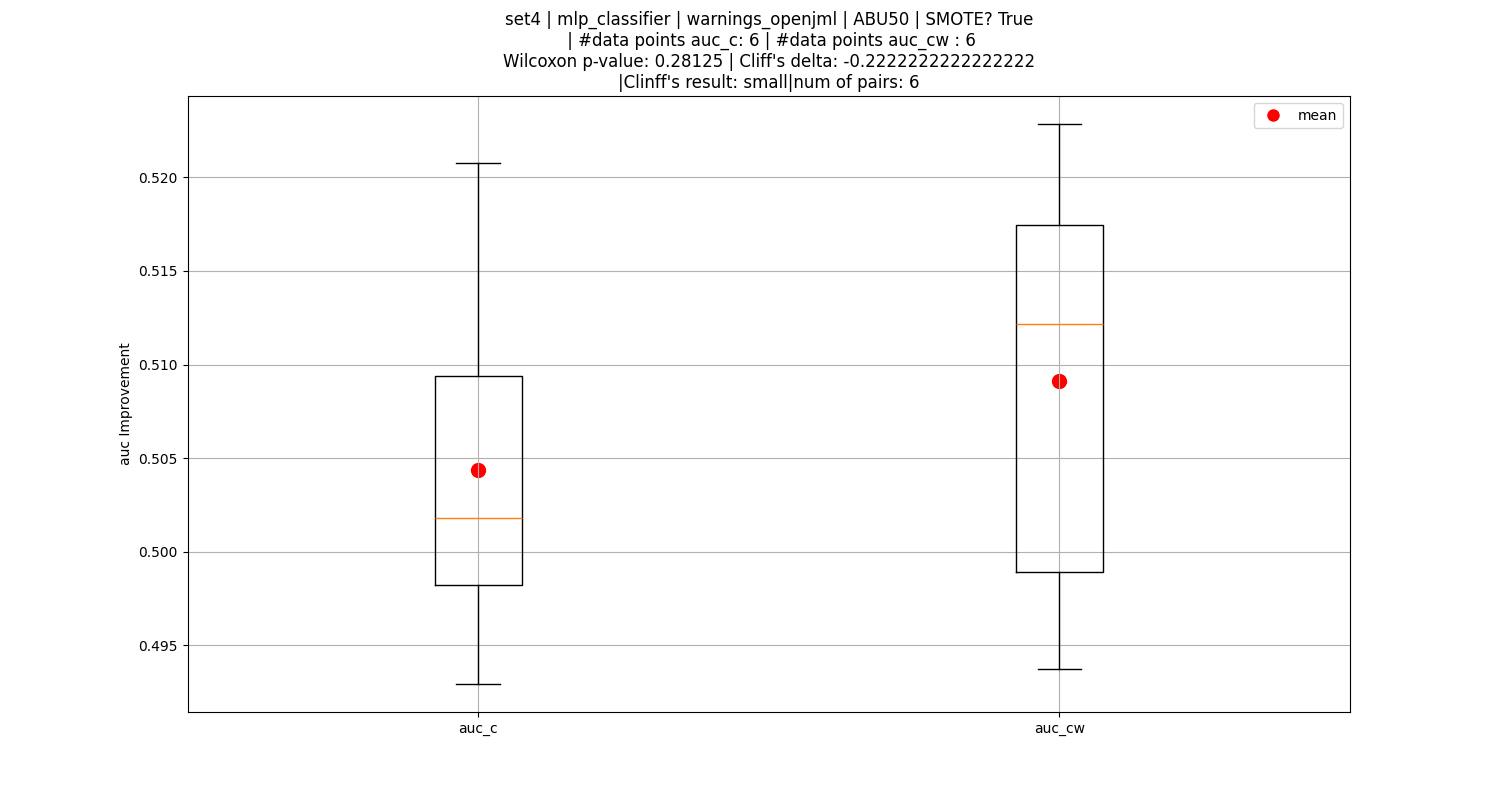 set4 | mlp_classifier | warnings_openjml | ABU50 | SMOTE? True
| #data points auc_c: 6 | #data points auc_cw : 6
Wilcoxon p-value: 0.28125 | Cliff's delta: -0.2222222222222222
|Clinff's result: small|num of pairs: 6
mean
0.520
0.515
0.510
0.505
0.500
0.495
auc Improvement
auc_c
auc_cw